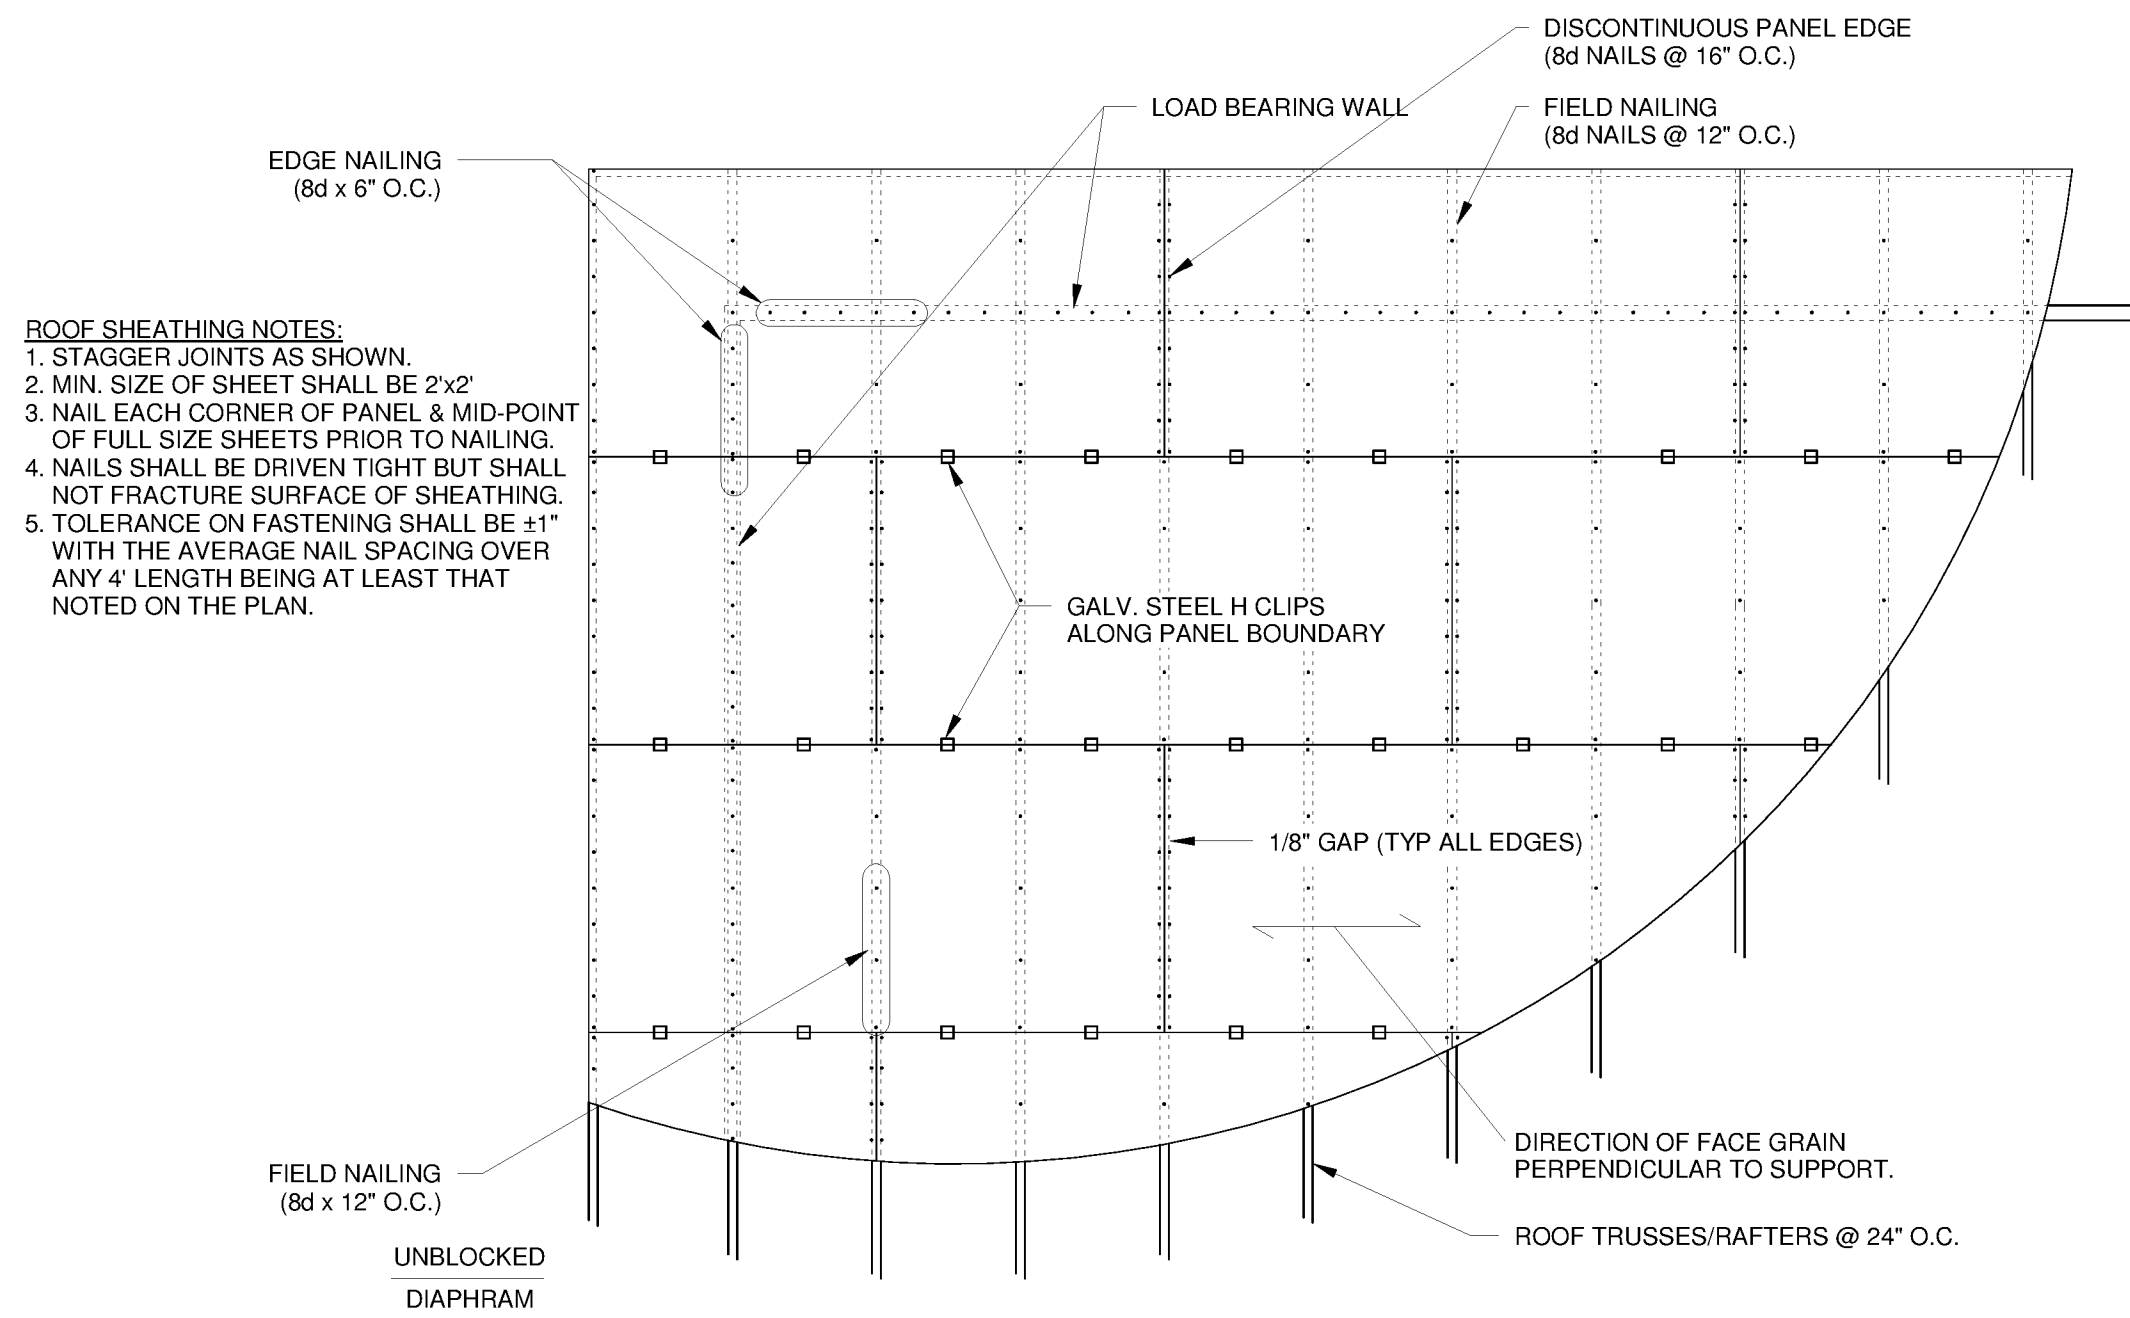 DISCONTINUOUS PANEL EDGE
(8d NAILS @ 16" O.C.)
LOAD BEARING WALL
FIELD NAILING
(8d NAILS @ 12" O.C.)
EDGE NAILING
(8d x 6" O.C.)
ROOF SHEATHING NOTES:
1. STAGGER JOINTS AS SHOWN.
2. MIN. SIZE OF SHEET SHALL BE 2'x2'
3. NAIL EACH CORNER OF PANEL & MID-POINT
OF FULL SIZE SHEETS PRIOR TO NAILING.
4. NAILS SHALL BE DRIVEN TIGHT BUT SHALL
NOT FRACTURE SURFACE OF SHEATHING.
5. TOLERANCE ON FASTENING SHALL BE ±1"
WITH THE AVERAGE NAIL SPACING OVER
ANY 4' LENGTH BEING AT LEAST THAT
NOTED ON THE PLAN.
GALV. STEEL H CLIPS
ALONG PANEL BOUNDARY
1/8" GAP (TYP ALL EDGES)
DIRECTION OF FACE GRAIN
PERPENDICULAR TO SUPPORT.
FIELD NAILING
(8d x 12" O.C.)
ROOF TRUSSES/RAFTERS @ 24" O.C.
UNBLOCKED
DIAPHRAM